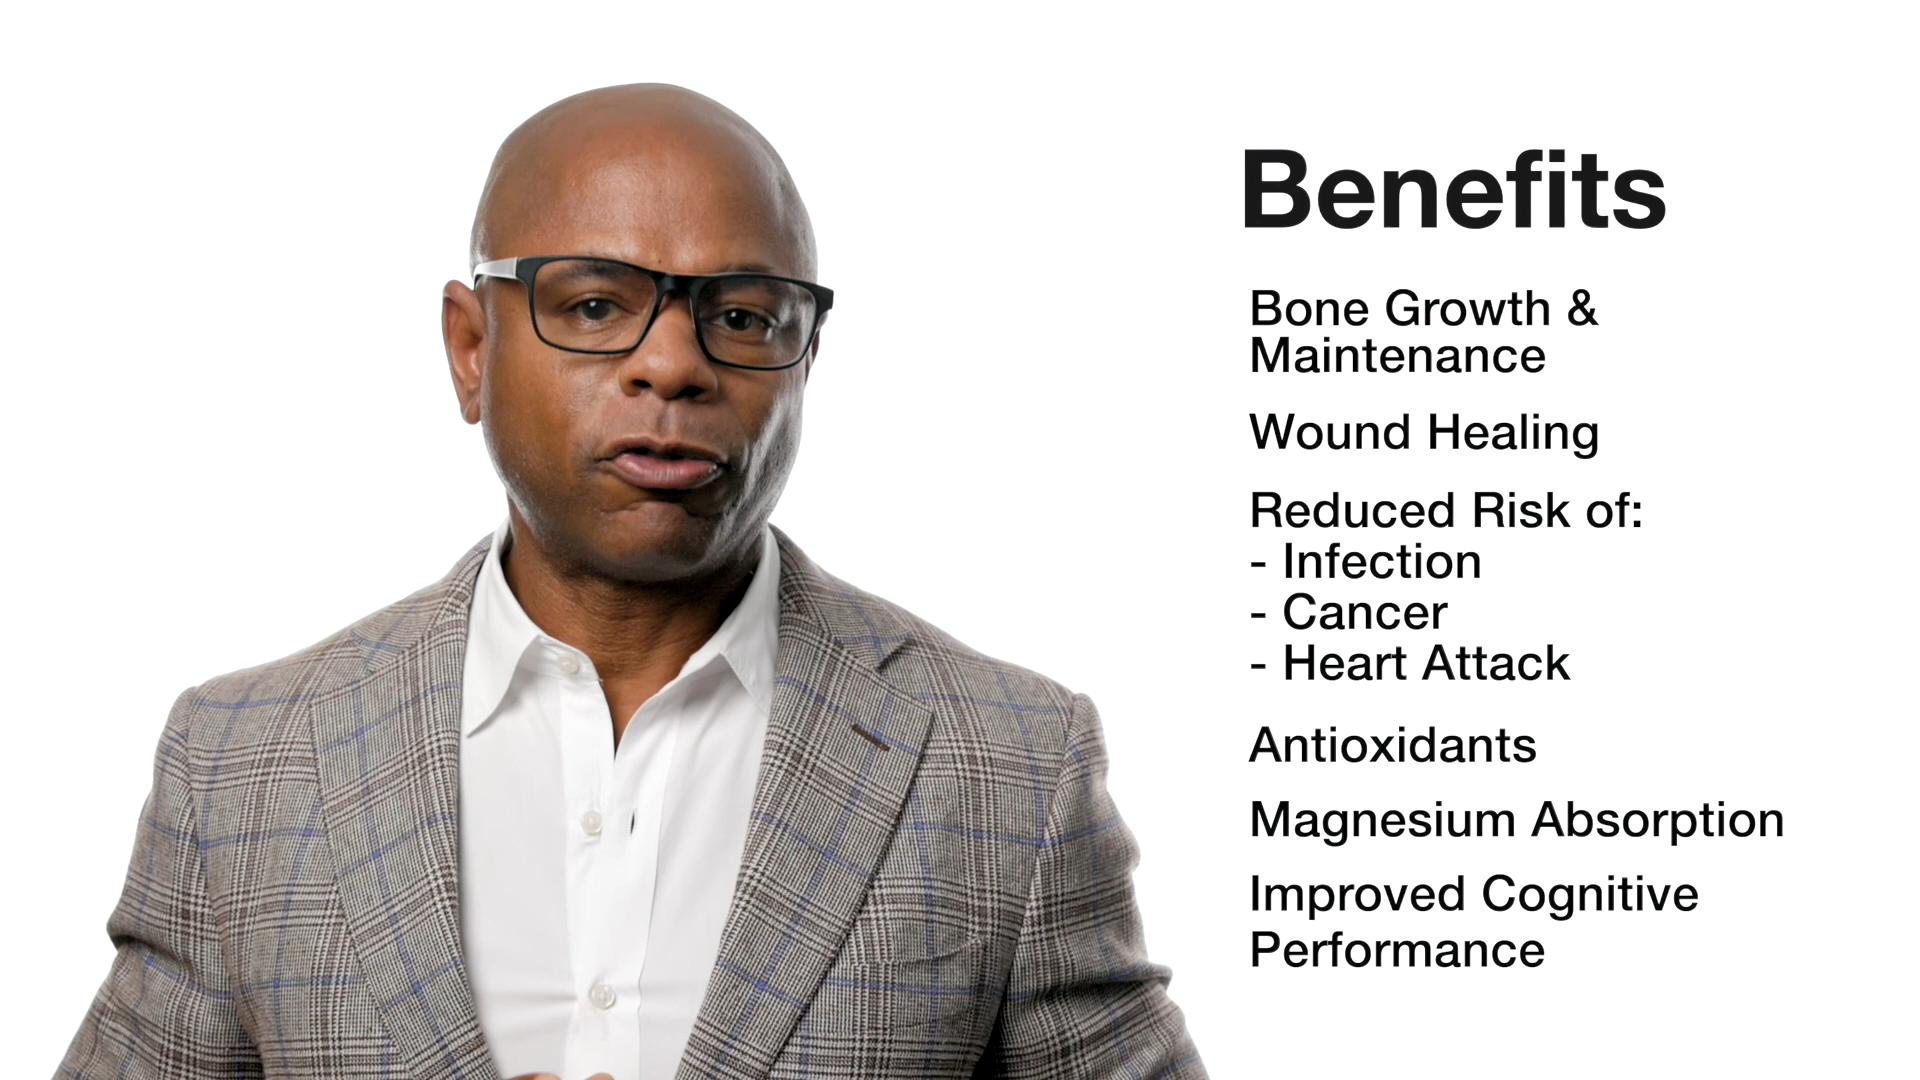 Benefits
Bone Growth &
Maintenance
Wound Healing
Reduced Risk of:
- Infection
- Cancer
- Heart Attack
Antioxidants
Magnesium Absorption
Improved Cognitive
Performance